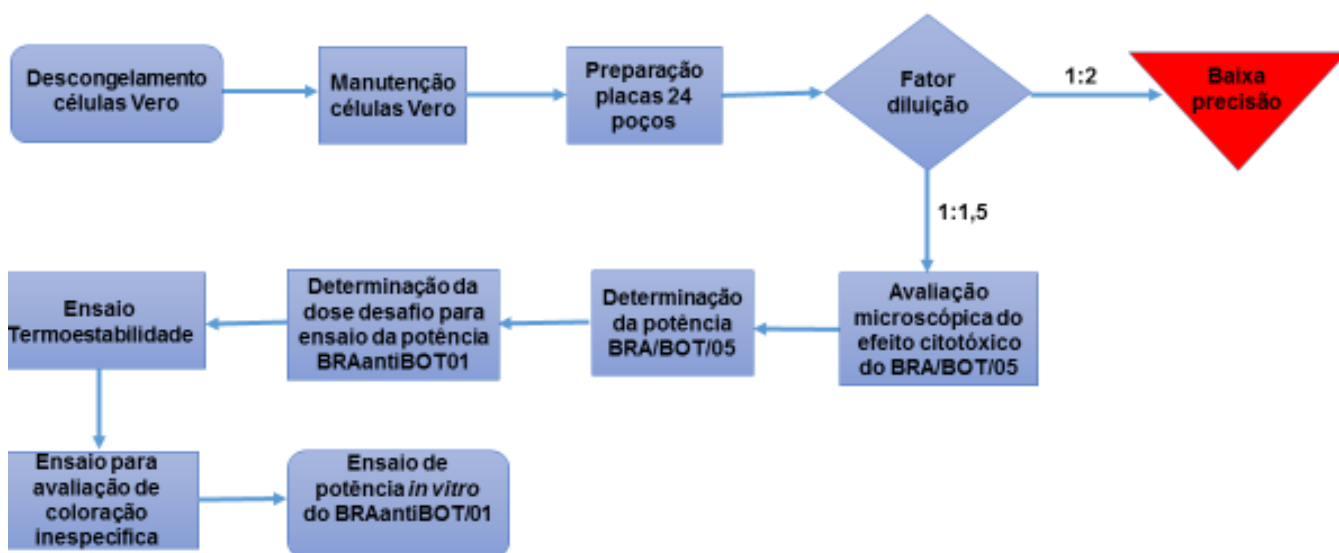 Descongelamento
células Vero
Manutenção
células Vero
Preparação
placas 24
poços
Fator
diluição
1:2
Baixa
precisão
1:1,5
Avaliação
microscópica do
efeito citotóxico
do BRA/BOT/05
Determinação
da potência
BRA/BOT/05
Determinação da
dose desafio para
ensaio da potência
BRAantiBOT01
Ensaio
Termoestabilidade
Ensaio para
avaliação de
coloração
inespecífica
Ensaio de
potência in vitro
do BRAantiBOT/01